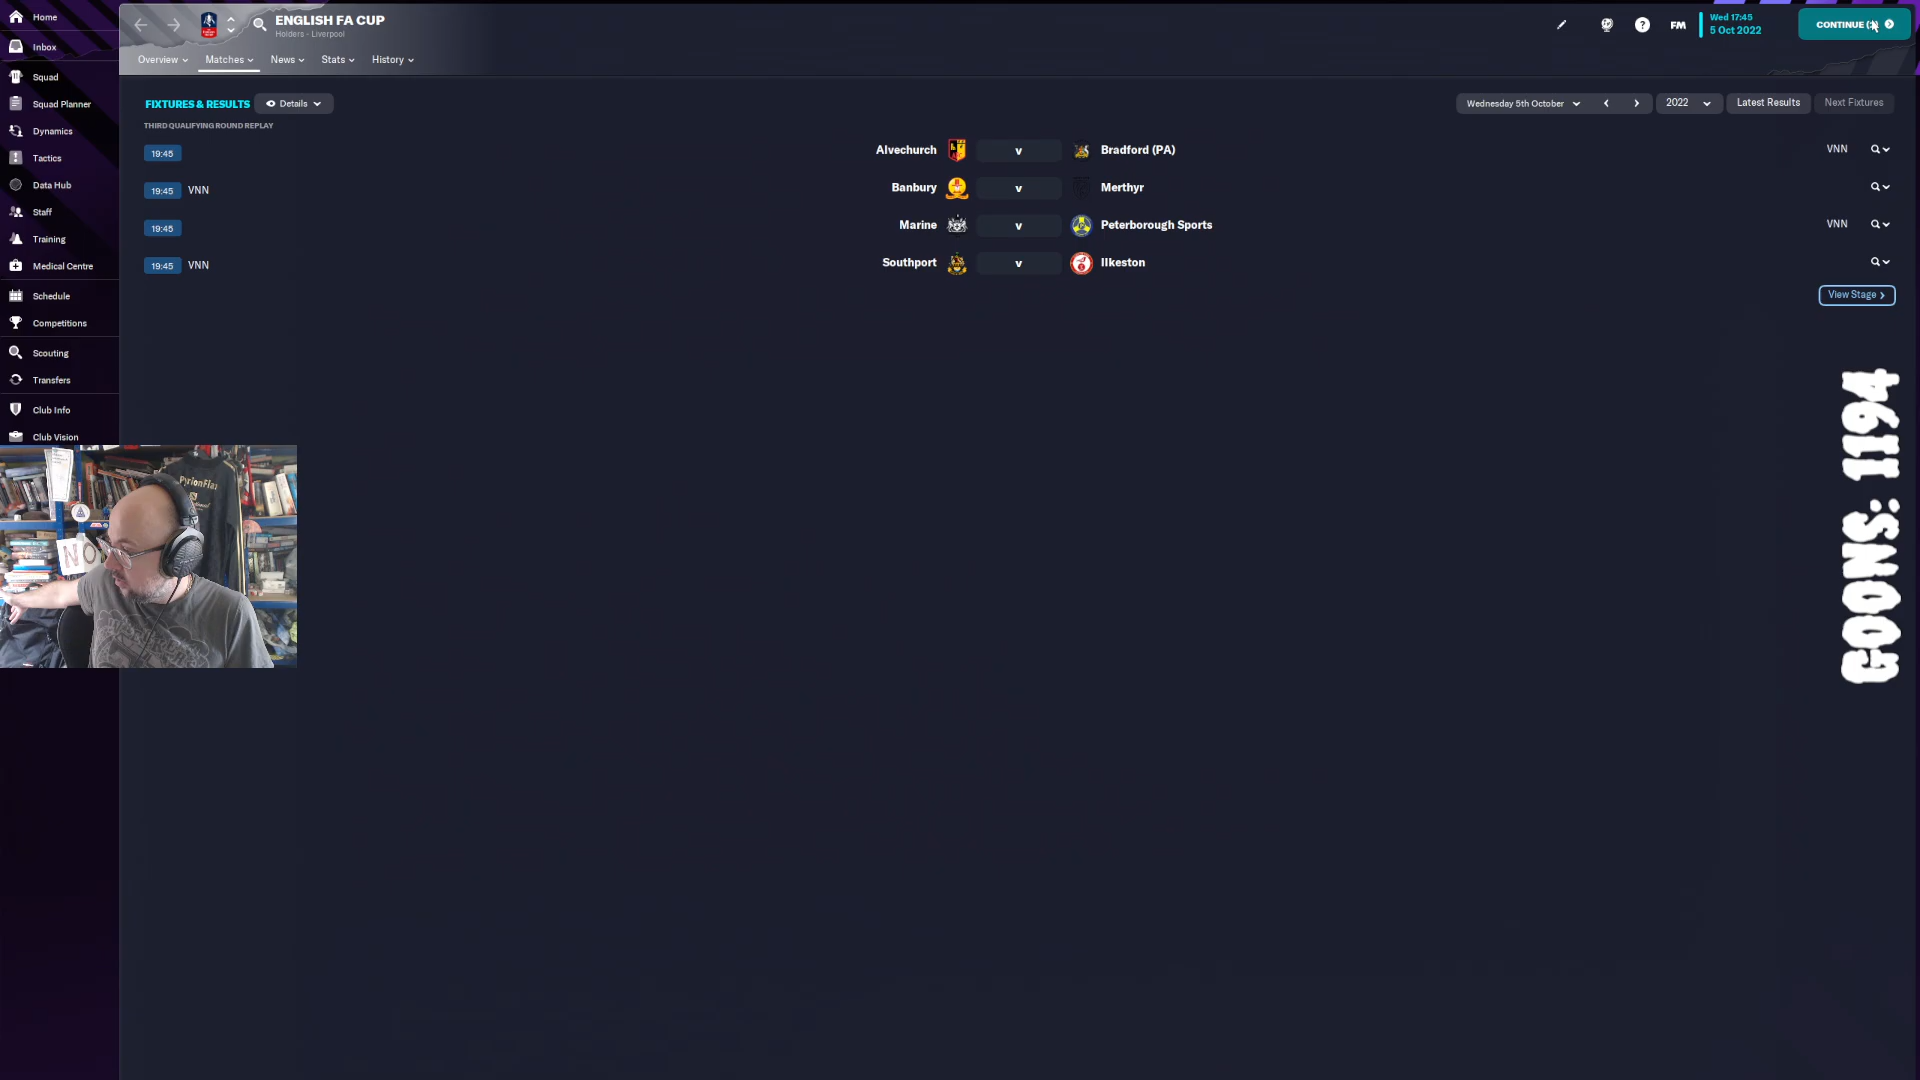 Home
Inbox
Squad
Squad Planner
Dynamics
Tactics
Data Hub
Staff
Training
Medical Centre
Schedule
Competitions
Scouting
Transfers
Club Info
Club Vision
ENGLISH FA CUP
Holders - Liverpool
Overview
Matches
News
Stats
History
FM
Wed 17:45
5 Oct 2022
CONTINUE
FIXTURES & RESULTS
Details
Wednesday 5th October
2022
Latest Results
Next Fixtures
THIRD QUALIFYING ROUND REPLAY
19:45 Alvechurch v Bradford (PA) VNN
19:45 VNN Banbury v Merthyr
19:45 Marine v Peterborough Sports VNN
19:45 VNN Southport v Ilkeston
View Stage
GOONS: 1194